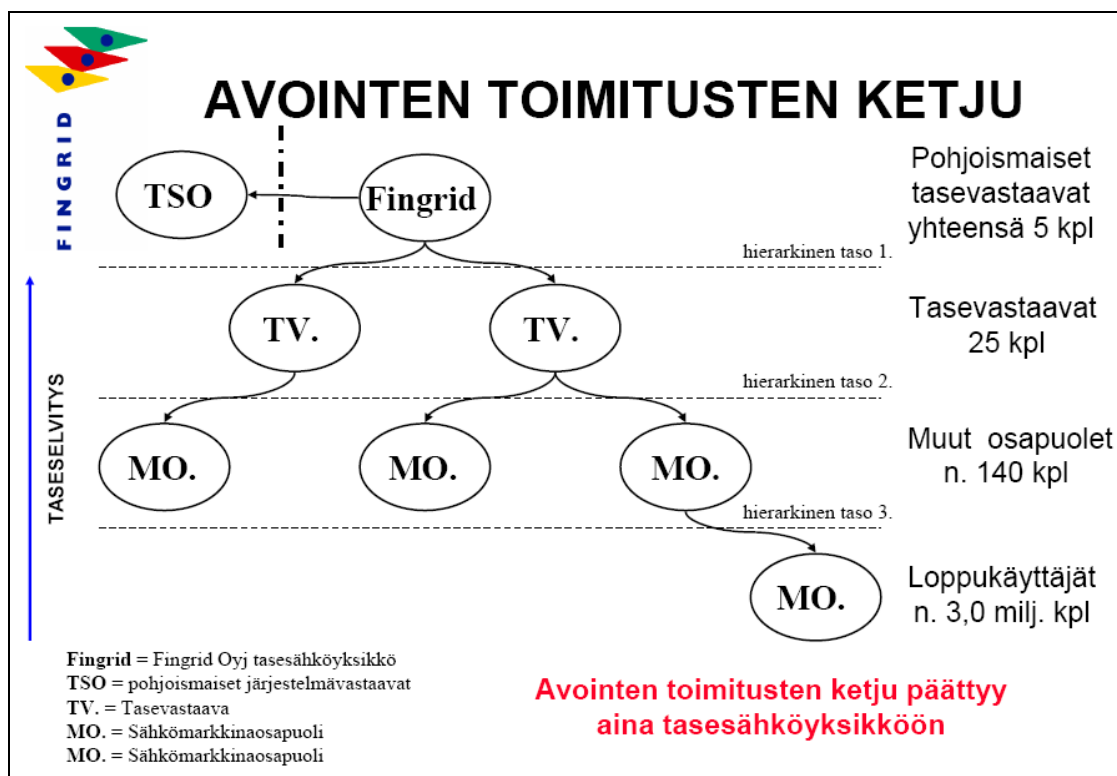 FINGRID
AVOINTEN TOIMITUSTEN KETJU
TSO
Fingrid
Pohjoismaiset
tasevastaavat
yhteensä 5 kpl
hierarkinen taso 1.
TV.
TV.
Tasevastaavat
25 kpl
hierarkinen taso 2.
TASESELVITYS
MO.
MO.
MO.
Muut osapuolet
n. 140 kpl
hierarkinen taso 3.
MO.
Loppukäyttäjät
n. 3,0 milj. kpl
Fingrid = Fingrid Oyj tasesähköyksikkö
TSO = pohjoismaiset järjestelmävastaavat
TV. = Tasevastaava
MO. = Sähkömarkkinaosapuoli
MO. = Sähkömarkkinaosapuoli
Avointen toimitusten ketju päättyy
aina tasesähköyksikköön